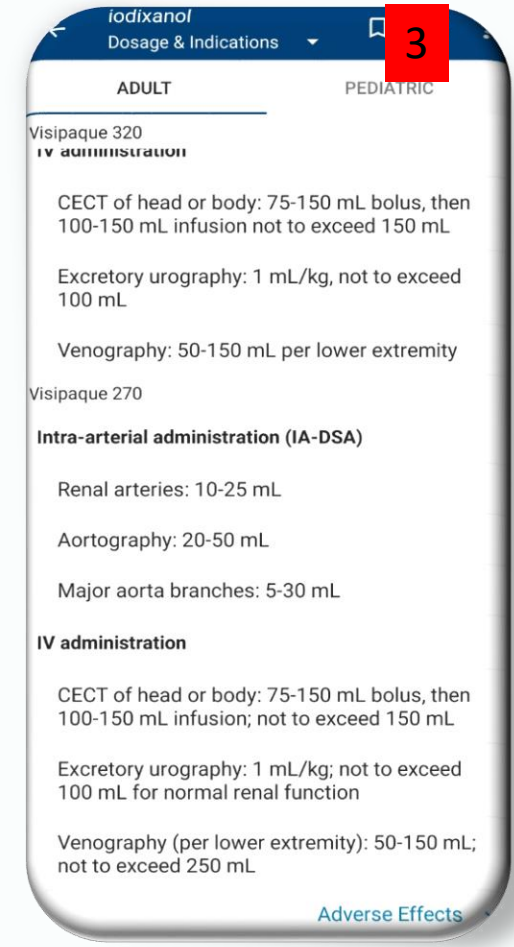 iodixanol
Dosage & Indications
3
ADULT
PEDIATRIC
Visipaque 320
IV administration
CECT of head or body: 75-150 mL bolus, then
100-150 mL infusion not to exceed 150 mL
Excretory urography: 1 mL/kg, not to exceed
100 mL
Venography: 50-150 mL per lower extremity
Visipaque 270
Intra-arterial administration (IA-DSA)
Renal arteries: 10-25 mL
Aortography: 20-50 mL
Major aorta branches: 5-30 mL
IV administration
CECT of head or body: 75-150 mL bolus, then
100-150 mL infusion; not to exceed 150 mL
Excretory urography: 1 mL/kg; not to exceed
100 mL for normal renal function
Venography (per lower extremity): 50-150 mL;
not to exceed 250 mL
Adverse Effects